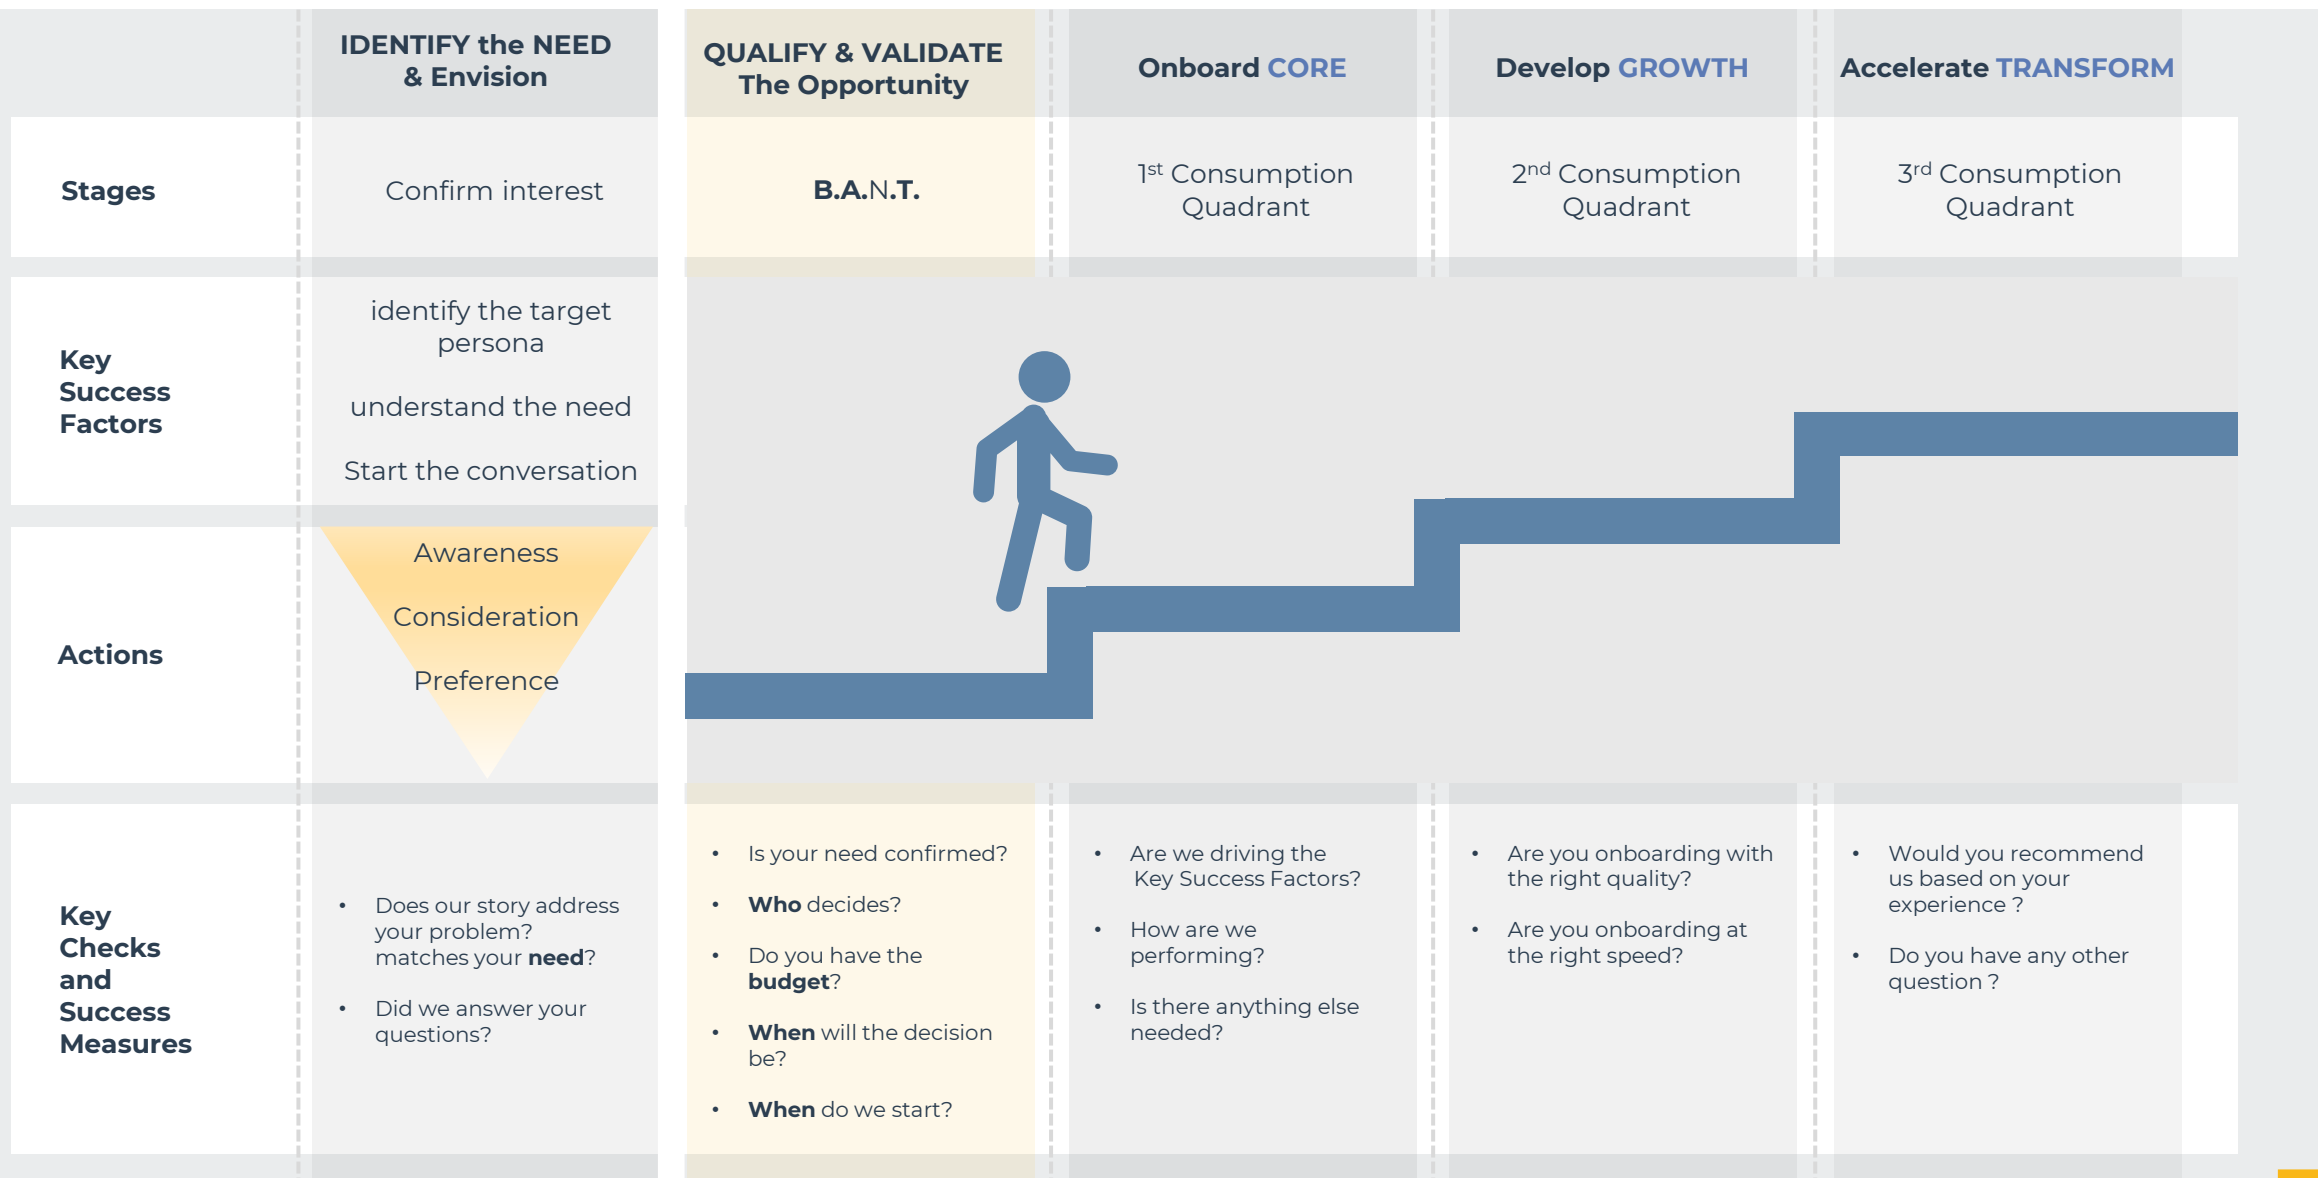 IDENTIFY the NEED
& Envision
QUALIFY & VALIDATE
The Opportunity
Onboard CORE
Develop GROWTH
Accelerate TRANSFORM
Stages
Confirm interest
B.A.N.T.
1st Consumption
Quadrant
2nd Consumption
Quadrant
3rd Consumption
Quadrant
Key
Success
Factors
identify the target
persona
understand the need
Start the conversation
Actions
Awareness
Consideration
Preference
Key
Checks
and
Success
Measures
• Does our story address
your problem?
matches your need?
• Did we answer your
questions?
• Is your need confirmed?
• Who decides?
• Do you have the
budget?
• When will the decision
be?
• When do we start?
• Are we driving the
Key Success Factors?
• How are we
performing?
• Is there anything else
needed?
• Are you onboarding with
the right quality?
• Are you onboarding at
the right speed?
• Would you recommend
us based on your
experience ?
• Do you have any other
question ?